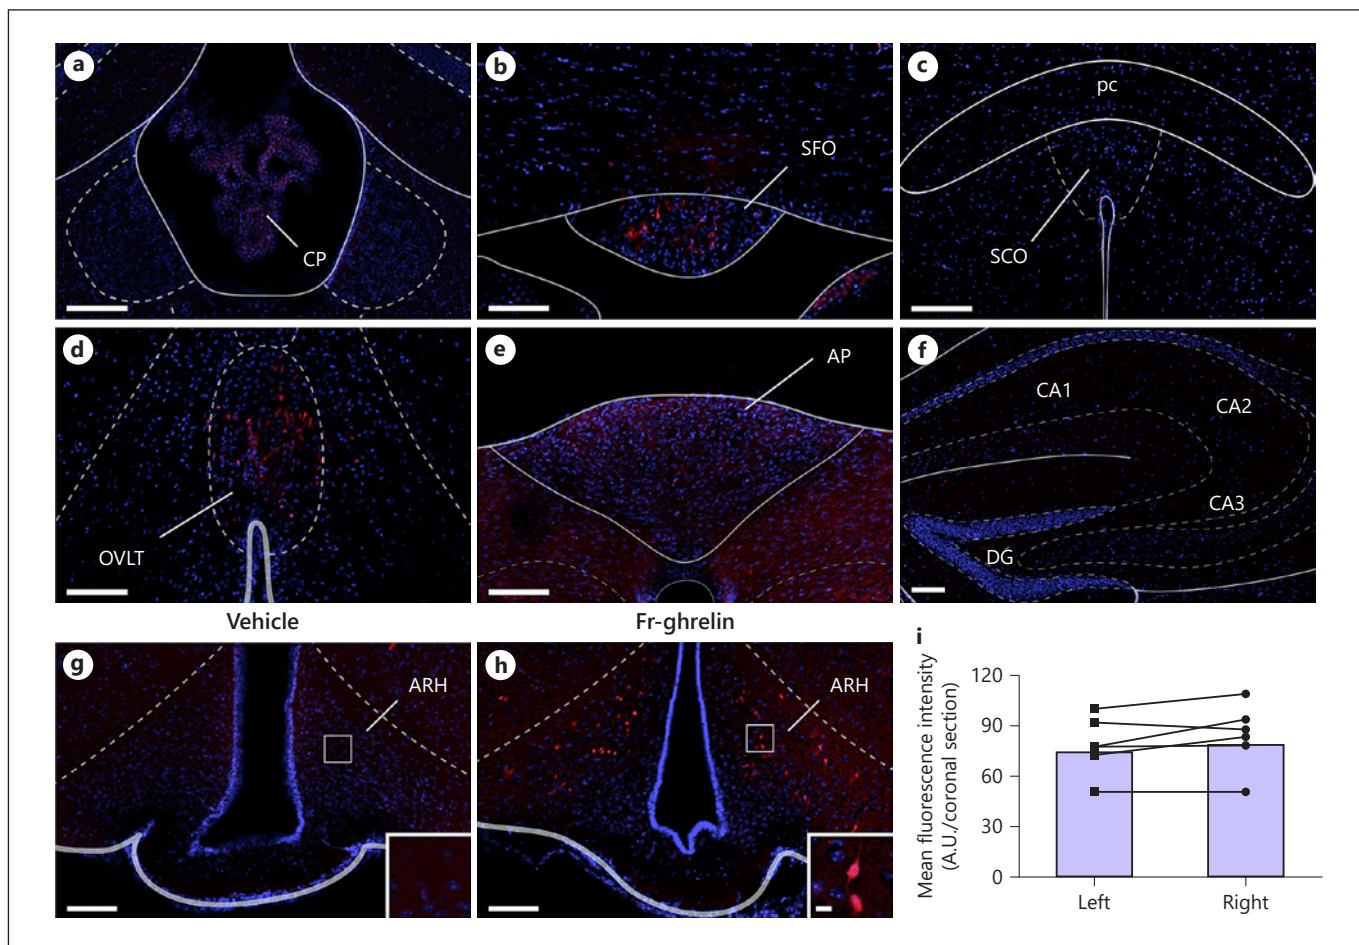 a
CP
b
SFO
c
pc
SCO
d
OVLT
e
AP
f
CA1
CA2
CA3
DG
Vehicle
Fr-ghrelin
g
ARH
h
ARH
i
Mean fluorescence intensity
(A.U./coronal section)
120
90
60
30
0
Left
Right